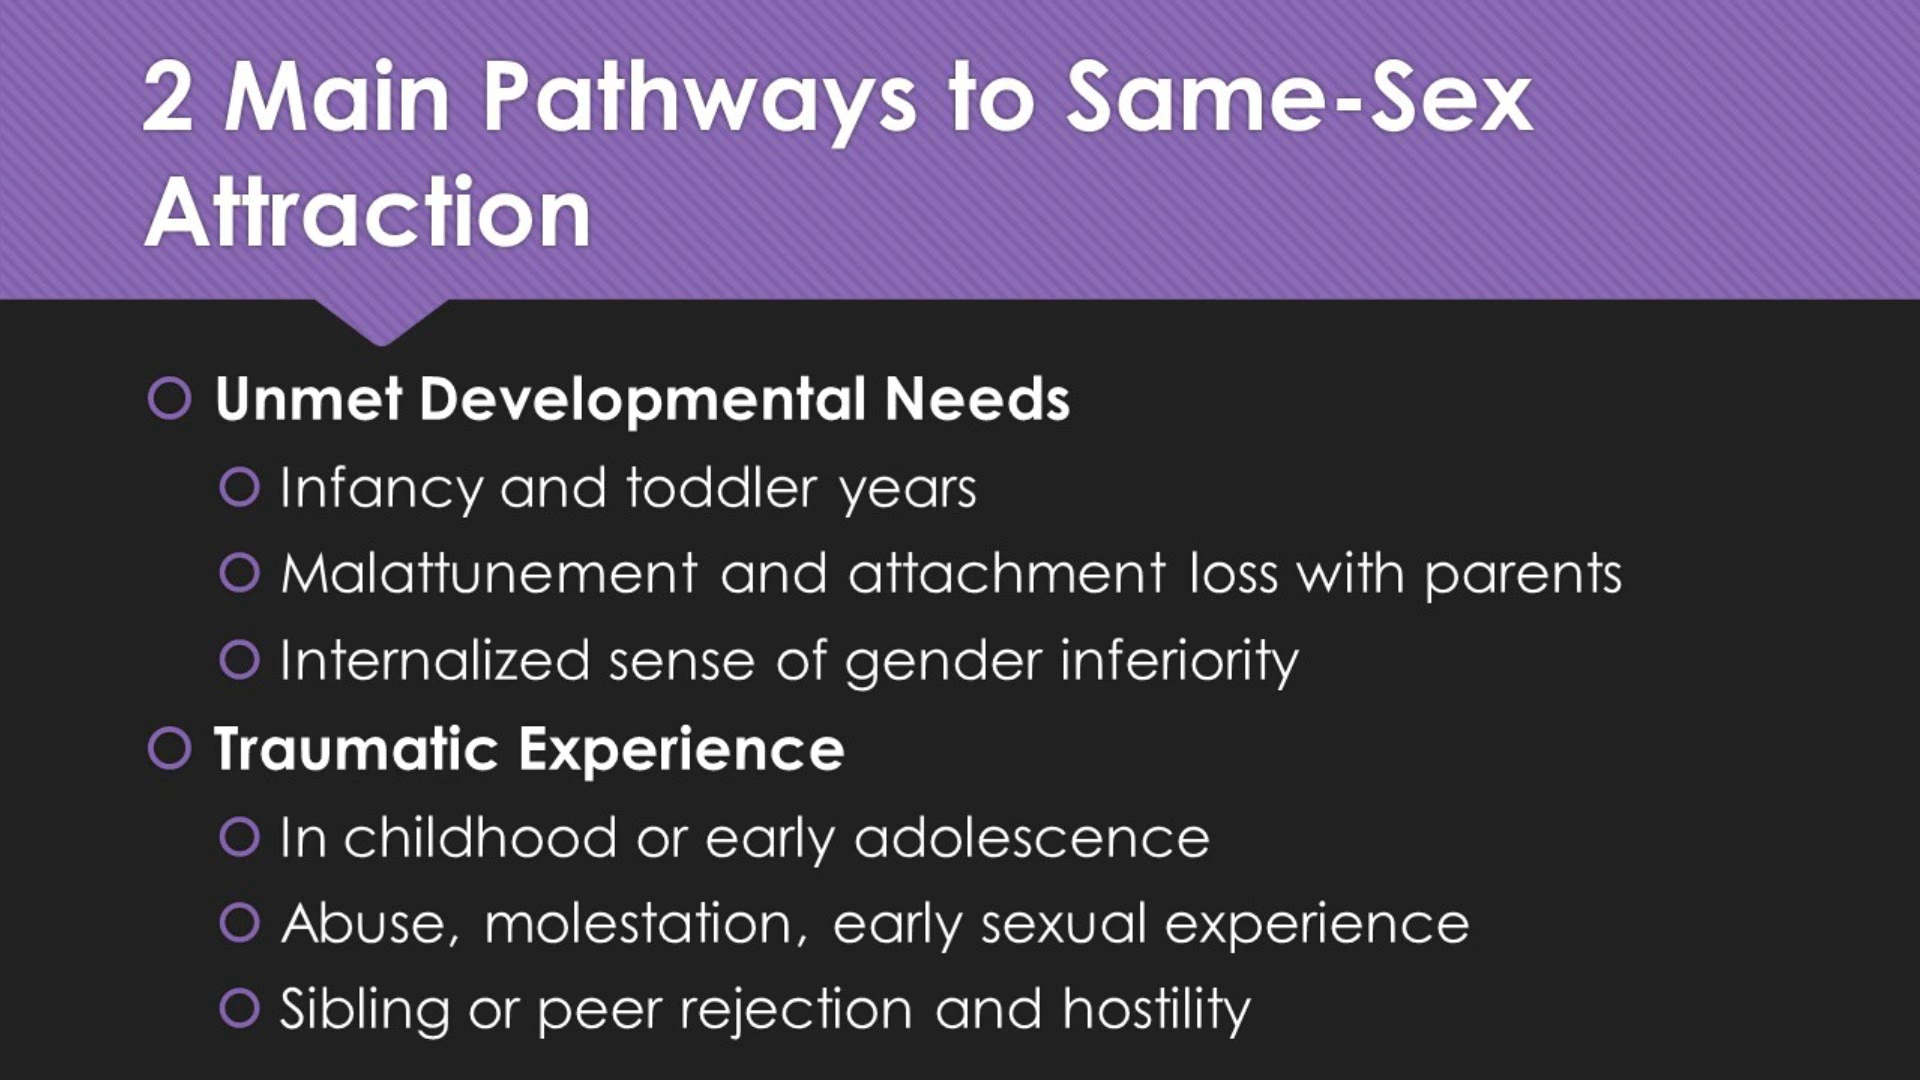 2 Main Pathways to Same-Sex
Attraction
Unmet Developmental Needs
Infancy and toddler years
Malattunement and attachment loss with parents
Internalized sense of gender inferiority
Traumatic Experience
In childhood or early adolescence
Abuse, molestation, early sexual experience
Sibling or peer rejection and hostility